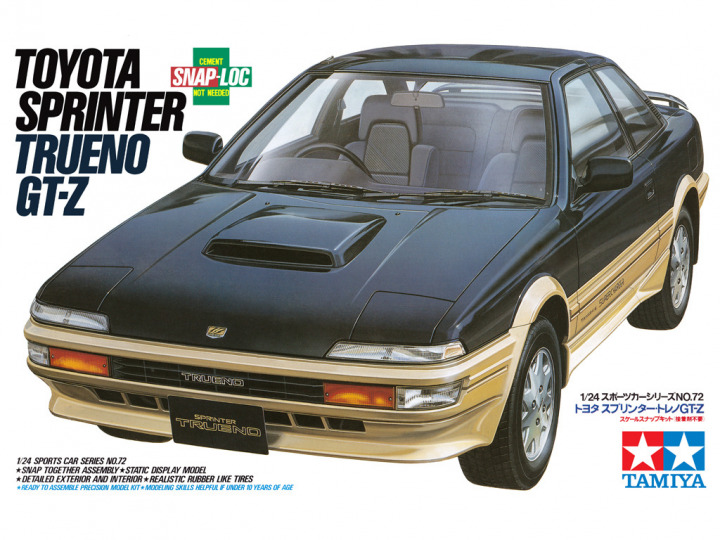 TOYOTA
SPRINTER
TRUENO
GT-Z
CEMENT
SNAP-LOC
NOT NEEDED
TRUENO
SPRINTER
TRUENO
1/24 SPORTS CAR SERIES NO.72
★SNAP TOGETHER ASSEMBLY★STATIC DISPLAY MODEL
★DETAILED EXTERIOR AND INTERIOR★REALISTIC RUBBER LIKE TIRES
★READY TO ASSEMBLE PRECISION MODEL KIT★MODELING SKILLS HELPFUL IF UNDER 10 YEARS OF AGE
1/24 スポーツカーシリーズNO.72
トヨタ スプリンター・トレノGT-Z
スケールスナップキット 接着剤不要
TAMIYA